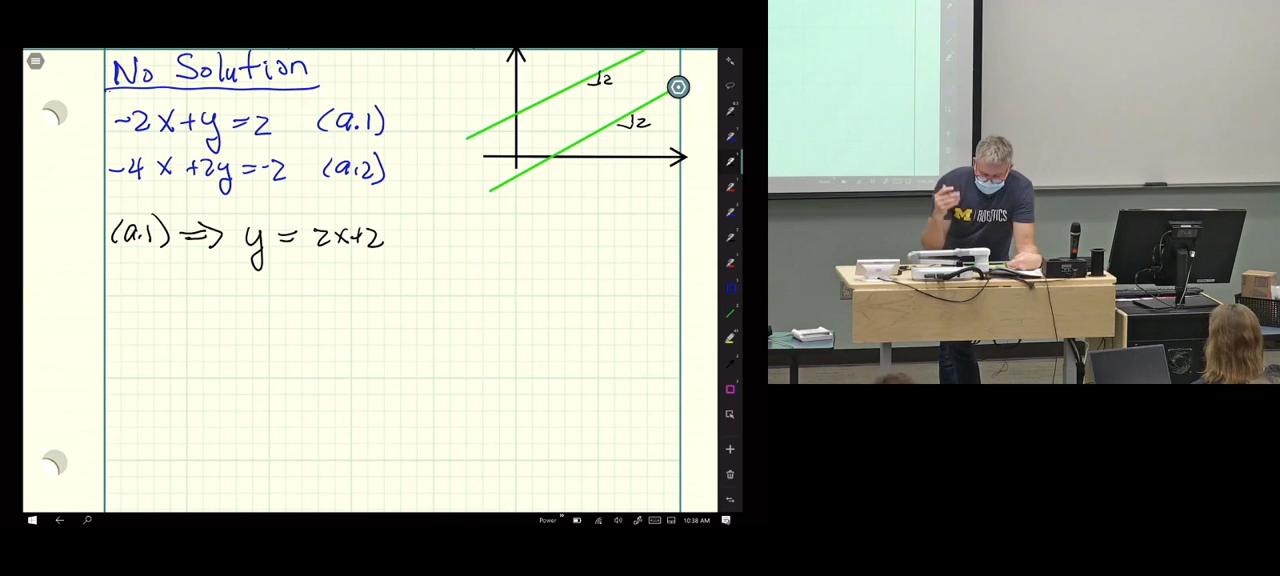 No Solution
-2x+y=2 (a.1)
-4x+2y=-2 (a.2)
(a.1) ⇒ y = 2x+2
M | ROBOTICS
Power
10:38 AM